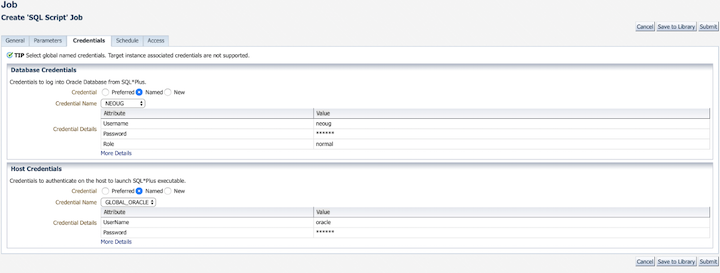 Job
Create 'SQL Script' Job
Cancel Save to Library Submit
General Parameters Credentials Schedule Access
TIP Select global named credentials. Target instance associated credentials are not supported.
Database Credentials
Credentials to log into Oracle Database from SQL*Plus.
Credential Preferred Named New
Credential Name NEOUG
Attribute Value
Username neoug
Credential Details Password ******
Role normal
More Details
Host Credentials
Credentials to authenticate on the host to launch SQL*Plus executable.
Credential Preferred Named New
Credential Name GLOBAL_ORACLE
Attribute Value
Credential Details UserName oracle
Password ******
More Details
Cancel Save to Library Submit